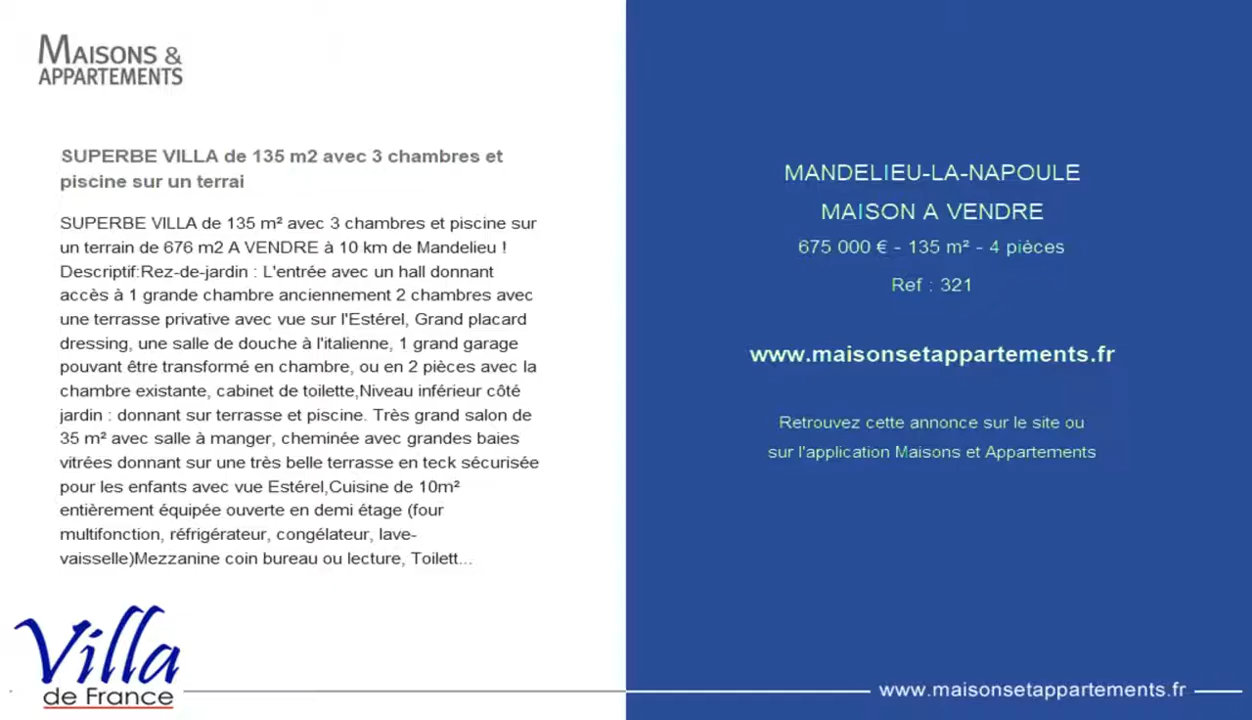 MAISONS &
APPARTEMENTS
SUPERBE VILLA de 135 m2 avec 3 chambres et
piscine sur un terrai
SUPERBE VILLA de 135 m² avec 3 chambres et piscine sur
un terrain de 676 m2 A VENDRE à 10 km de Mandelieu !
Descriptif:Rez-de-jardin : L'entrée avec un hall donnant
accès à 1 grande chambre anciennement 2 chambres avec
une terrasse privative avec vue sur l'Estérel, Grand placard
dressing, une salle de douche à l'italienne, 1 grand garage
pouvant être transformé en chambre, ou en 2 pièces avec la
chambre existante, cabinet de toilette,Niveau inférieur côté
jardin : donnant sur terrasse et piscine. Très grand salon de
35 m² avec salle à manger, cheminée avec grandes baies
vitrées donnant sur une très belle terrasse en teck sécurisée
pour les enfants avec vue Estérel,Cuisine de 10m²
entièrement équipée ouverte en demi étage (four
multifonction, réfrigérateur, congélateur, lave-
vaisselle)Mezzanine coin bureau ou lecture, Toilett...
Villa
de France
MANDELIEU-LA-NAPOULE
MAISON A VENDRE
675 000 € - 135 m² - 4 pièces
Ref : 321
www.maisonsetappartements.fr
Retrouvez cette annonce sur le site ou
sur l'application Maisons et Appartements
www.maisonsetappartements.fr